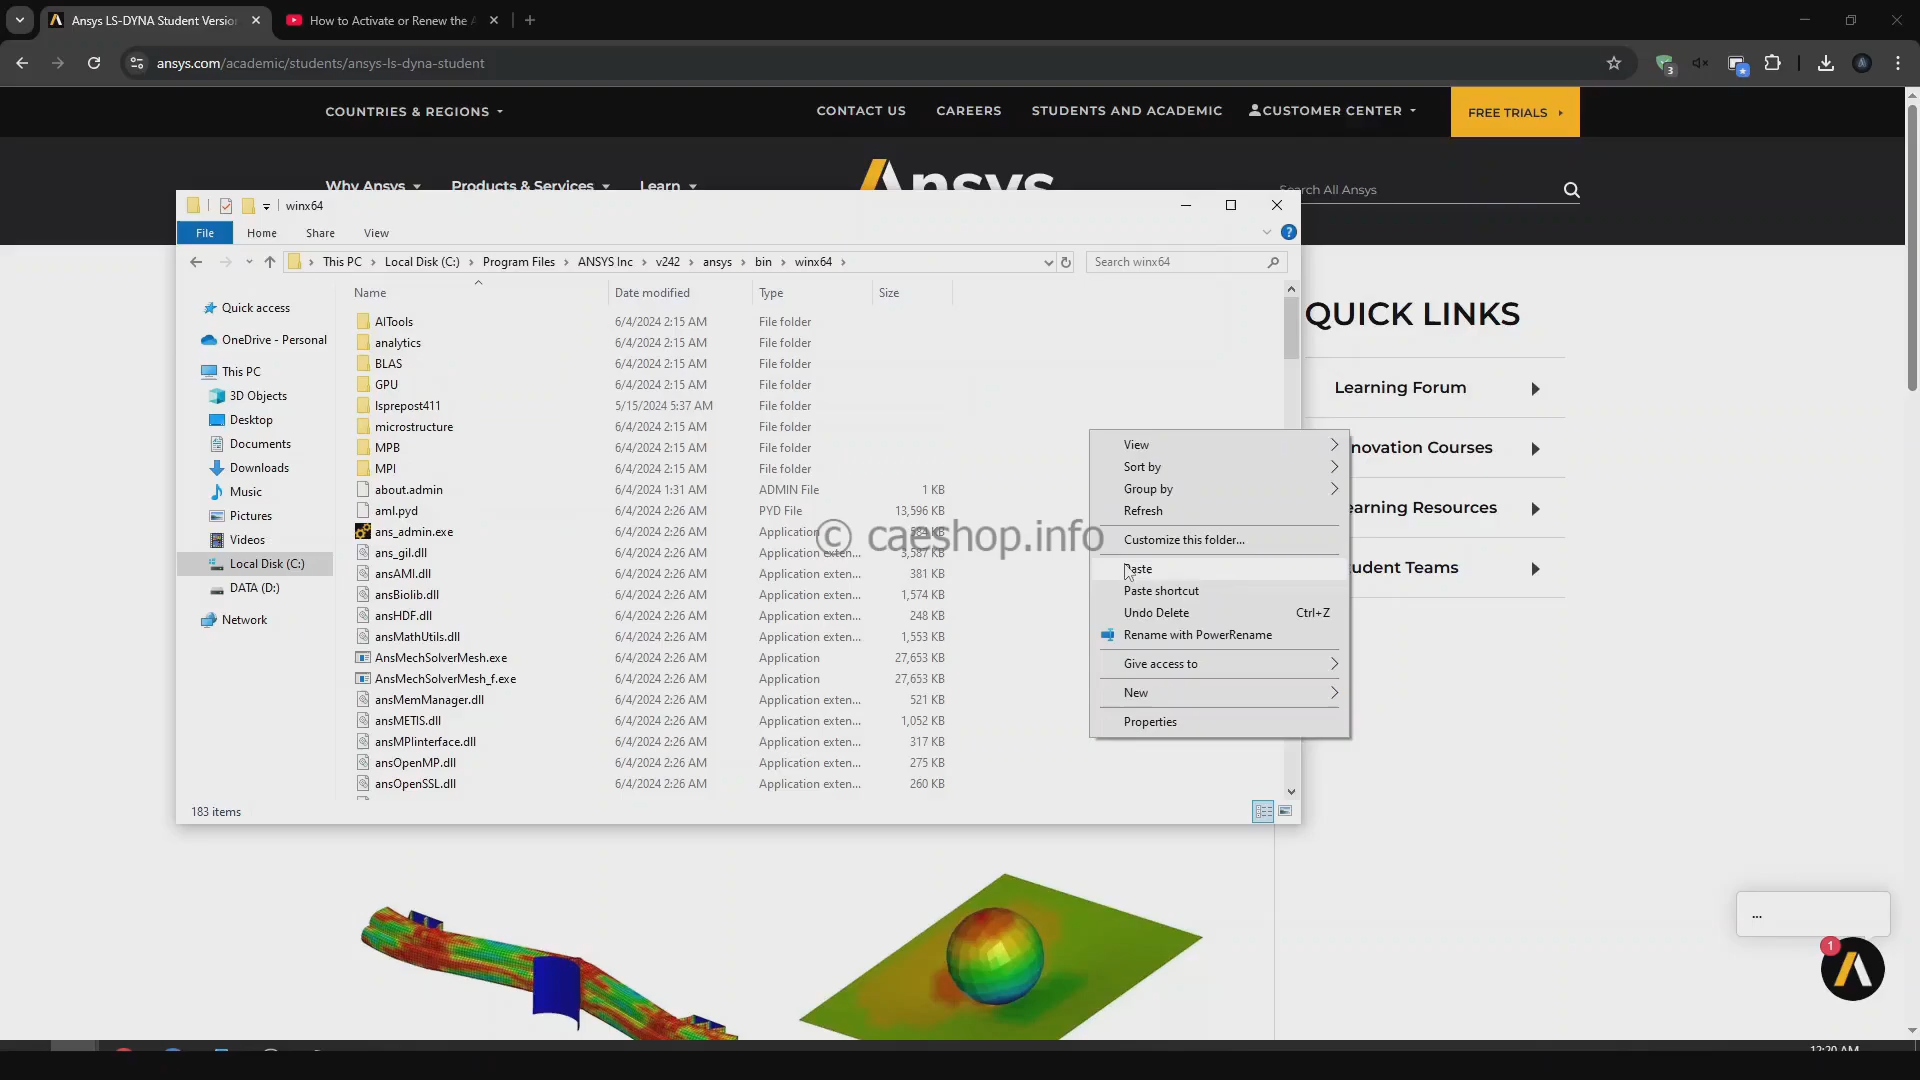 Ansys LS-DYNA Student Versio
How to Activate or Renew the A
ansys.com/academic/students/ansys-ls-dyna-student
3
COUNTRIES & REGIONS
CONTACT US
CAREERS
STUDENTS AND ACADEMIC
CUSTOMER CENTER
FREE TRIALS
Why Ansys
Products & Services
Learn
Ansys
Search All Ansys
winx64
File
Home
Share
View
This PC
Local Disk (C:)
Program Files
ANSYS Inc
v242
ansys
bin
winx64
Search winx64
Name
Date modified
Type
Size
Quick access
OneDrive - Personal
This PC
3D Objects
Desktop
Documents
Downloads
Music
Pictures
Videos
Local Disk (C:)
DATA (D:)
Network
AITools 6/4/2024 2:15 AM File folder
analytics 6/4/2024 2:15 AM File folder
BLAS 6/4/2024 2:15 AM File folder
GPU 6/4/2024 2:15 AM File folder
lsprepost411 5/15/2024 5:37 AM File folder
microstructure 6/4/2024 2:15 AM File folder
MPB 6/4/2024 2:15 AM File folder
MPI 6/4/2024 2:15 AM File folder
about.admin 6/4/2024 1:31 AM ADMIN File 1 KB
aml.pyd 6/4/2024 2:26 AM PYD File 13,596 KB
ans_admin.exe 6/4/2024 2:26 AM Application 584 KB
ans_gil.dll 6/4/2024 2:26 AM Application exten... 3,587 KB
ansAMI.dll 6/4/2024 2:26 AM Application exten... 381 KB
ansBiolib.dll 6/4/2024 2:26 AM Application exten... 1,574 KB
ansHDF.dll 6/4/2024 2:26 AM Application exten... 248 KB
ansMathUtils.dll 6/4/2024 2:26 AM Application exten... 1,553 KB
AnsMechSolverMesh.exe 6/4/2024 2:26 AM Application 27,653 KB
AnsMechSolverMesh_f.exe 6/4/2024 2:26 AM Application 27,653 KB
ansMemManager.dll 6/4/2024 2:26 AM Application exten... 521 KB
ansMETIS.dll 6/4/2024 2:26 AM Application exten... 1,052 KB
ansMPIinterface.dll 6/4/2024 2:26 AM Application exten... 317 KB
ansOpenMP.dll 6/4/2024 2:26 AM Application exten... 275 KB
ansOpenSSL.dll 6/4/2024 2:26 AM Application exten... 260 KB
183 items
© caeshop.info
View
Sort by
Group by
Refresh
Customize this folder...
Paste
Paste shortcut
Undo Delete Ctrl+Z
Rename with PowerRename
Give access to
New
Properties
QUICK LINKS
Learning Forum
nnovation Courses
earning Resources
tudent Teams
...
1
12:20 AM